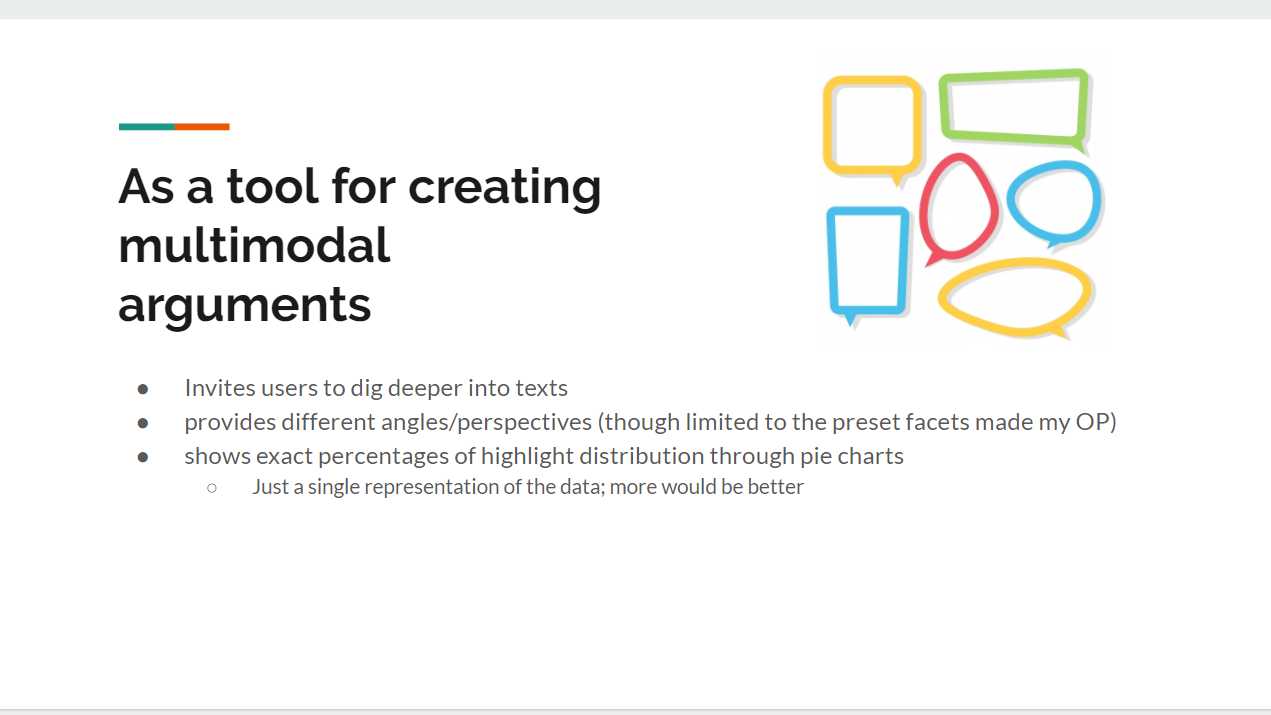 As a tool for creating
multimodal
arguments
● Invites users to dig deeper into texts
● provides different angles/perspectives (though limited to the preset facets made my OP)
● shows exact percentages of highlight distribution through pie charts
○ Just a single representation of the data; more would be better